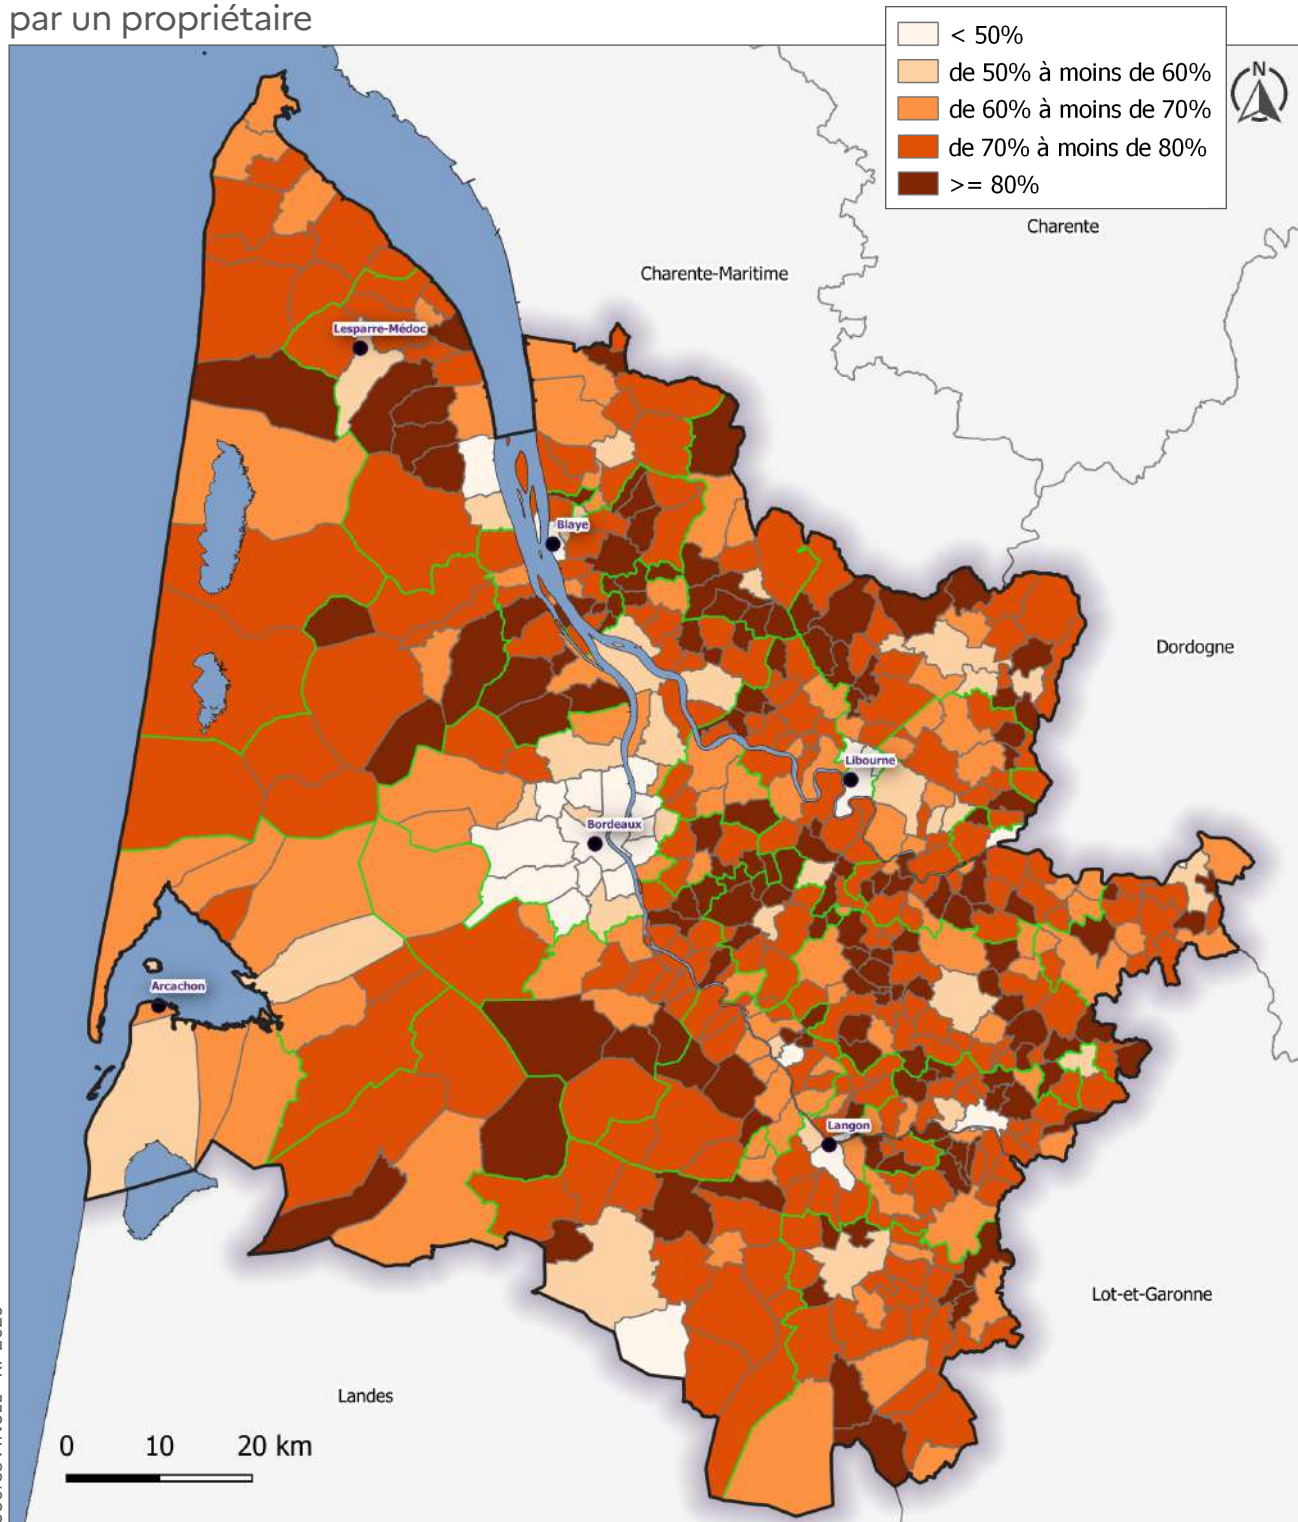 par un propriétaire
< 50%
de 50% à moins de 60%
de 60% à moins de 70%
de 70% à moins de 80%
>= 80%
N
Charente
Charente-Maritime
Lesparre-Médoc
Blaye
Dordogne
Libourne
Bordeaux
Arcachon
Langon
Lot-et-Garonne
Landes
0 10 20 km